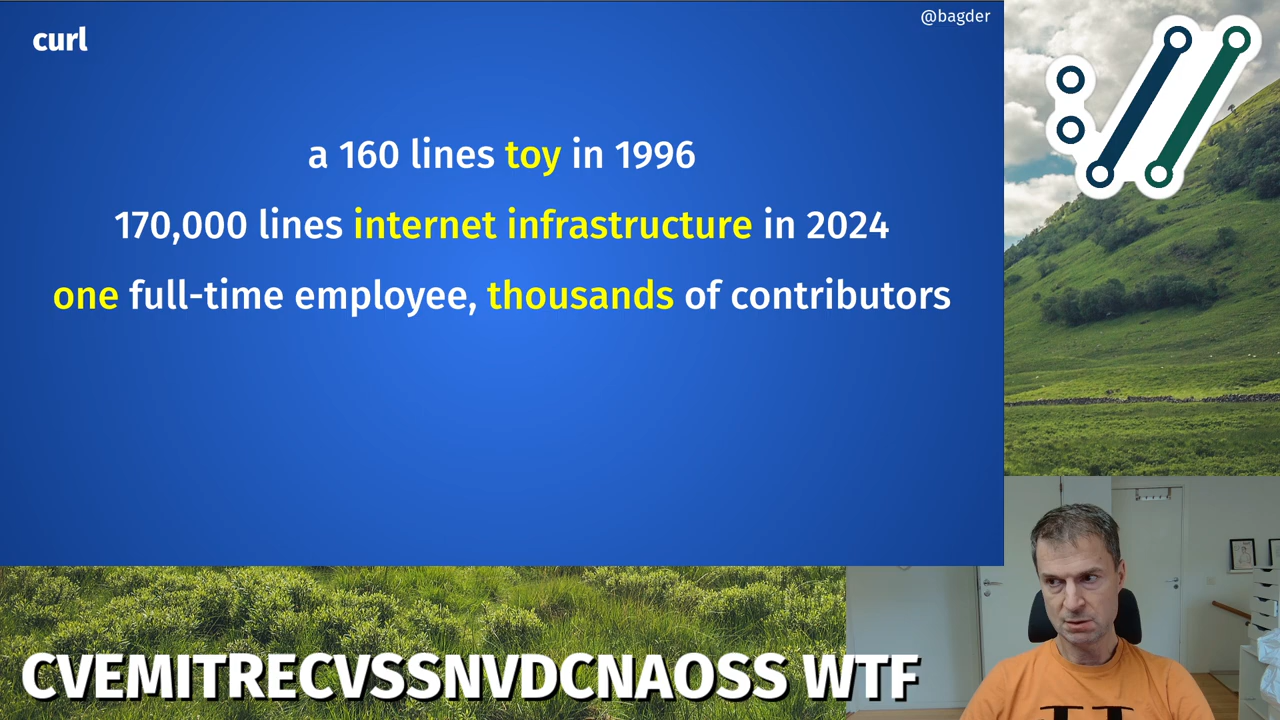 @bagder
curl
a 160 lines toy in 1996
170,000 lines internet infrastructure in 2024
one full-time employee, thousands of contributors
CVEMITRECVSSNVDCNAOSS WTF